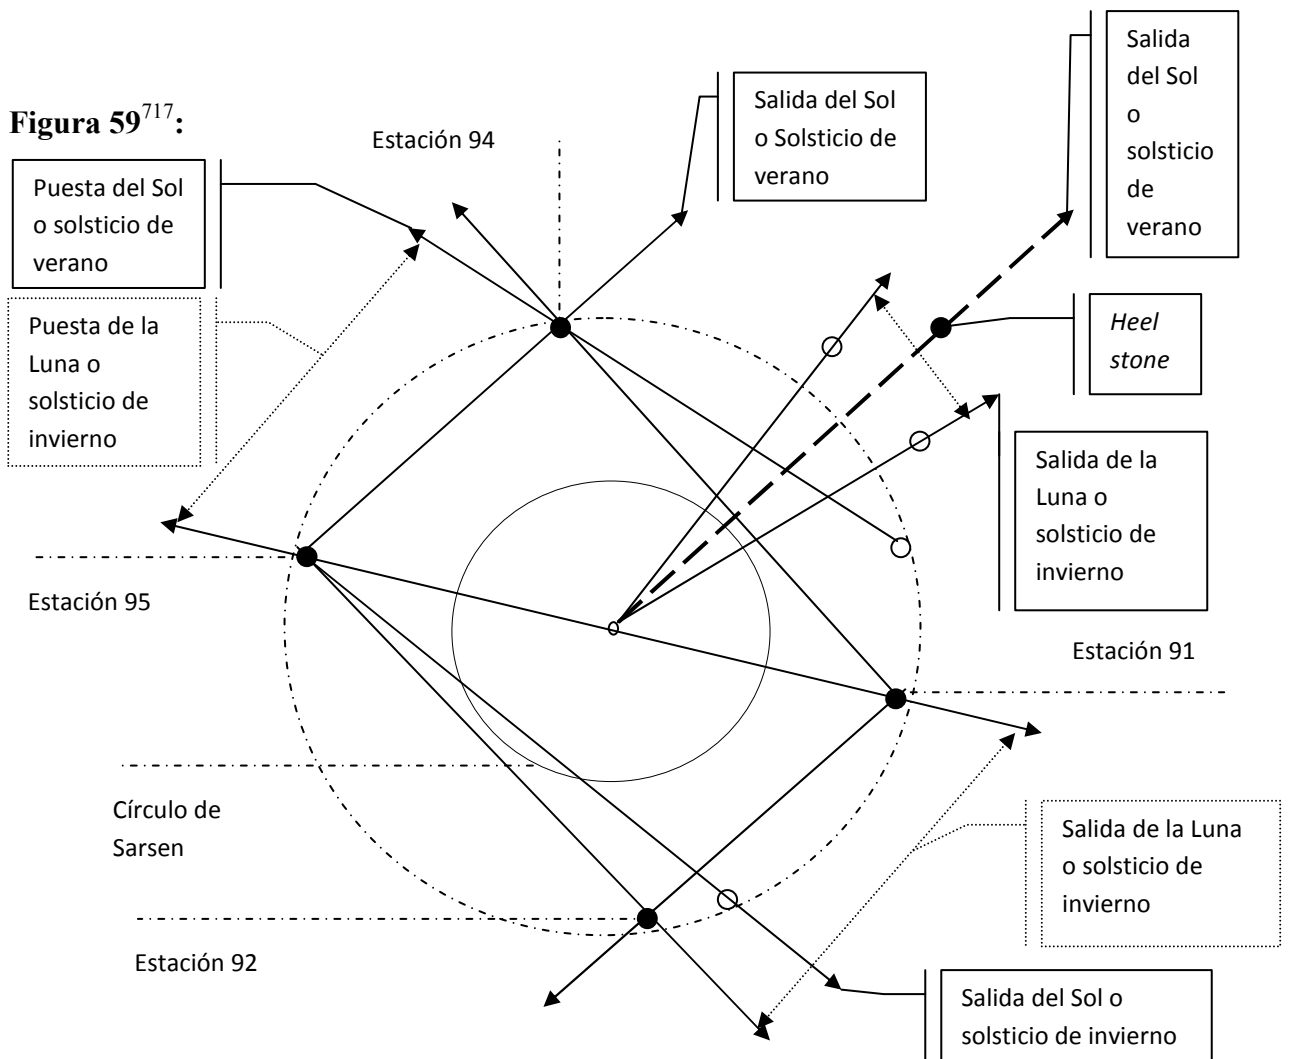 Figura 59717:
Estación 94
Puesta del Sol
o solsticio de
verano
Puesta de la
Luna o
solsticio de
invierno
Salida del Sol
o Solsticio de
verano
Salida
del Sol
o
solsticio
de
verano
Heel
stone
Salida de la
Luna o
solsticio de
invierno
Estación 95
Estación 91
Círculo de
Sarsen
Salida de la Luna
o solsticio de
invierno
Estación 92
Salida del Sol o
solsticio de invierno